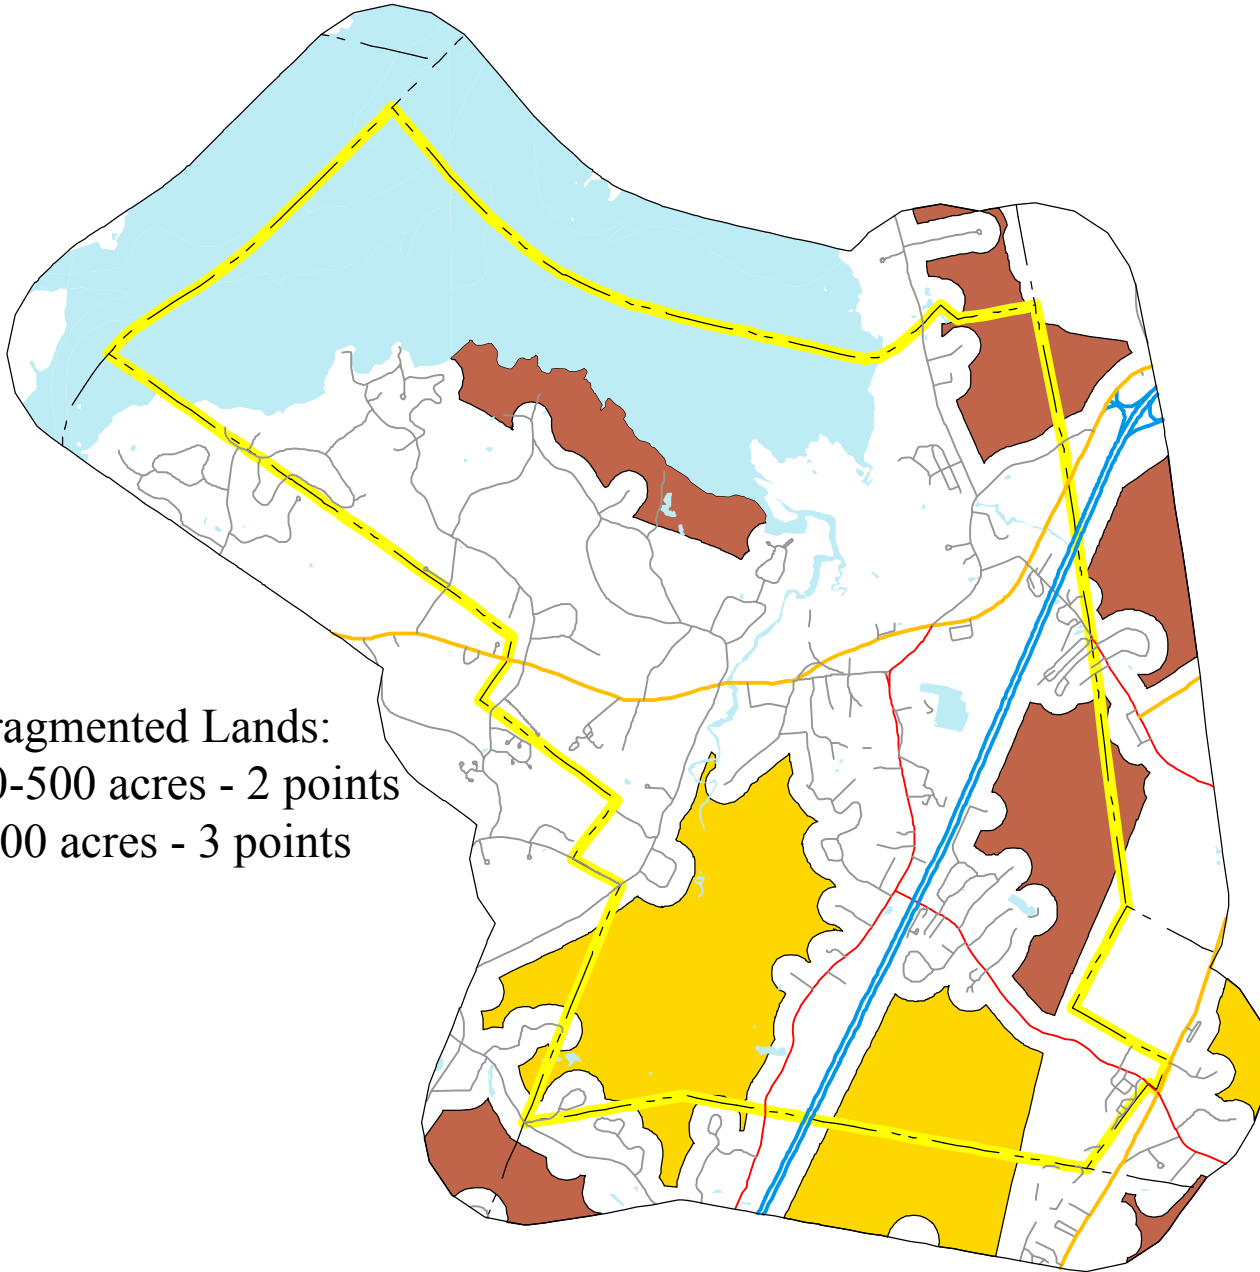 ragmented Lands:
0-500 acres - 2 points
00 acres - 3 points